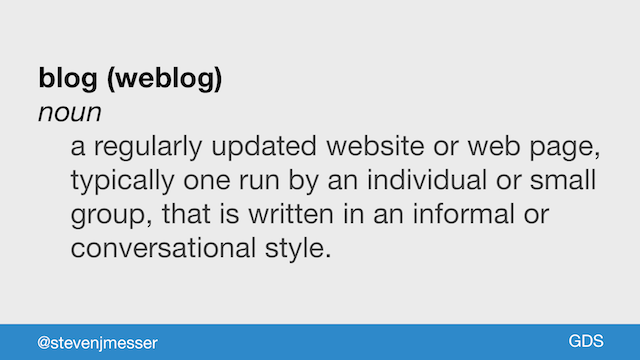 blog (weblog)
noun
a regularly updated website or web page,
typically one run by an individual or small
group, that is written in an informal or
conversational style.
@stevenjmesser
GDS